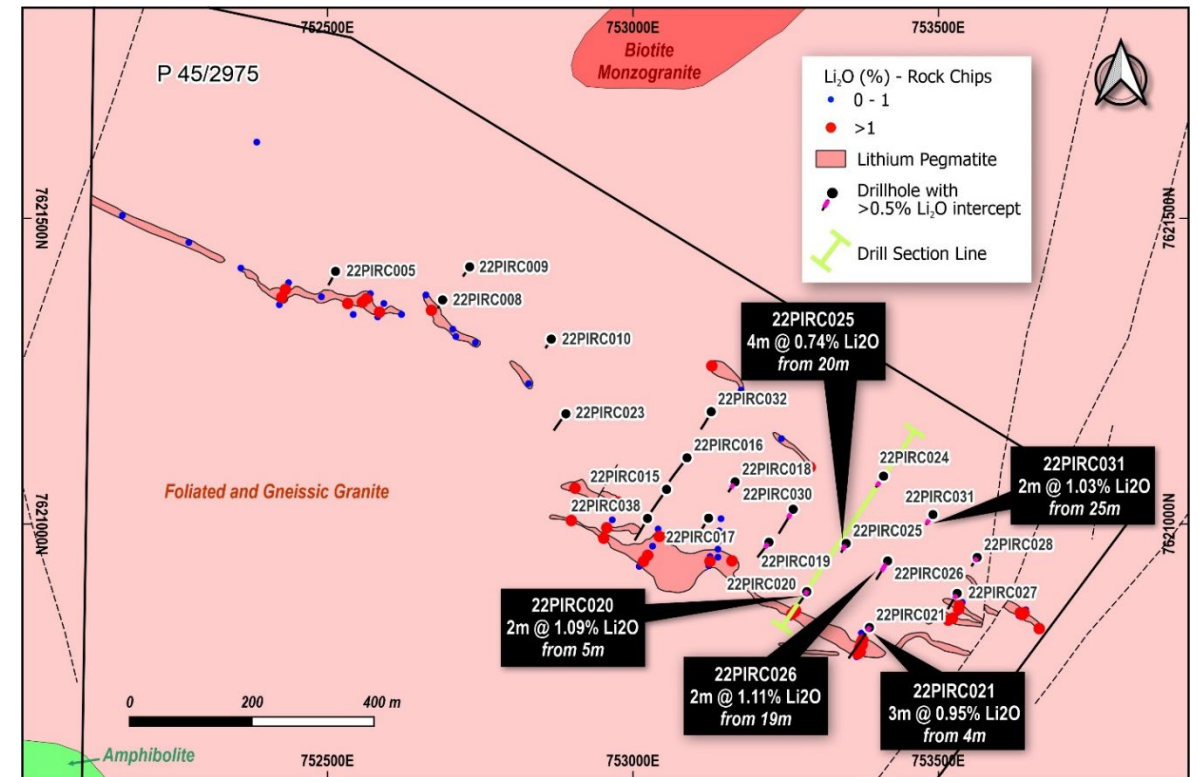 752500E
753000E
753500E
P 45/2975
Biotite
Monzogranite
Li₂O (%) - Rock Chips
0 - 1
>1
Lithium Pegmatite
Drillhole with
>0.5% Li₂O intercept
Drill Section Line
7621500N
7621500N
22PIRC005
22PIRC009
22PIRC008
22PIRC010
22PIRC025
4m @ 0.74% Li2O
from 20m
22PIRC032
22PIRC023
22PIRC016
22PIRC018
22PIRC024
22PIRC015
22PIRC030
22PIRC031
22PIRC031
2m @ 1.03% Li2O
from 25m
Foliated and Gneissic Granite
22PIRC038
22PIRC017
22PIRC025
22PIRC019
22PIRC028
7621000N
7621000N
22PIRC020
22PIRC026
22PIRC027
22PIRC021
22PIRC020
2m @ 1.09% Li2O
from 5m
22PIRC026
2m @ 1.11% Li2O
from 19m
22PIRC021
3m @ 0.95% Li2O
from 4m
0
200
400 m
Amphibolite
752500E
753000E
753500E